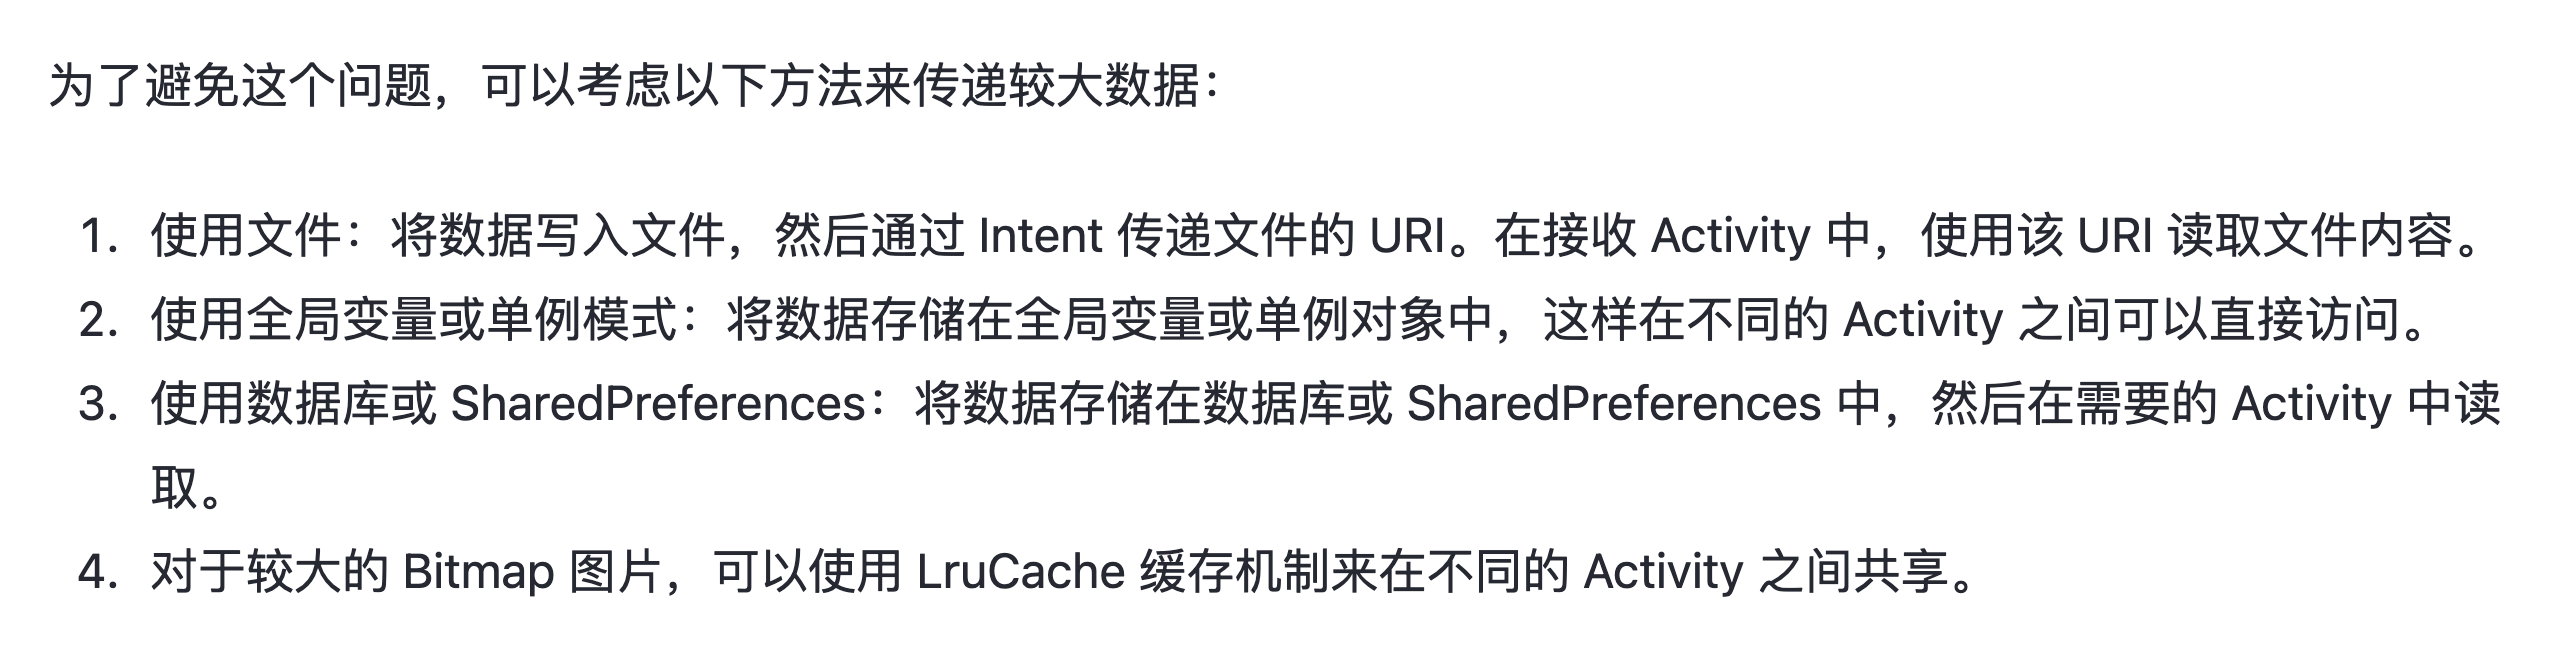 为了避免这个问题，可以考虑以下方法来传递较大数据：
1. 使用文件：将数据写入文件，然后通过 Intent 传递文件的 URI。在接收 Activity 中，使用该 URI 读取文件内容。
2. 使用全局变量或单例模式：将数据存储在全局变量或单例对象中，这样在不同的 Activity 之间可以直接访问。
3. 使用数据库或 SharedPreferences：将数据存储在数据库或 SharedPreferences 中，然后在需要的 Activity 中读
取。
4. 对于较大的 Bitmap 图片，可以使用 LruCache 缓存机制来在不同的 Activity 之间共享。